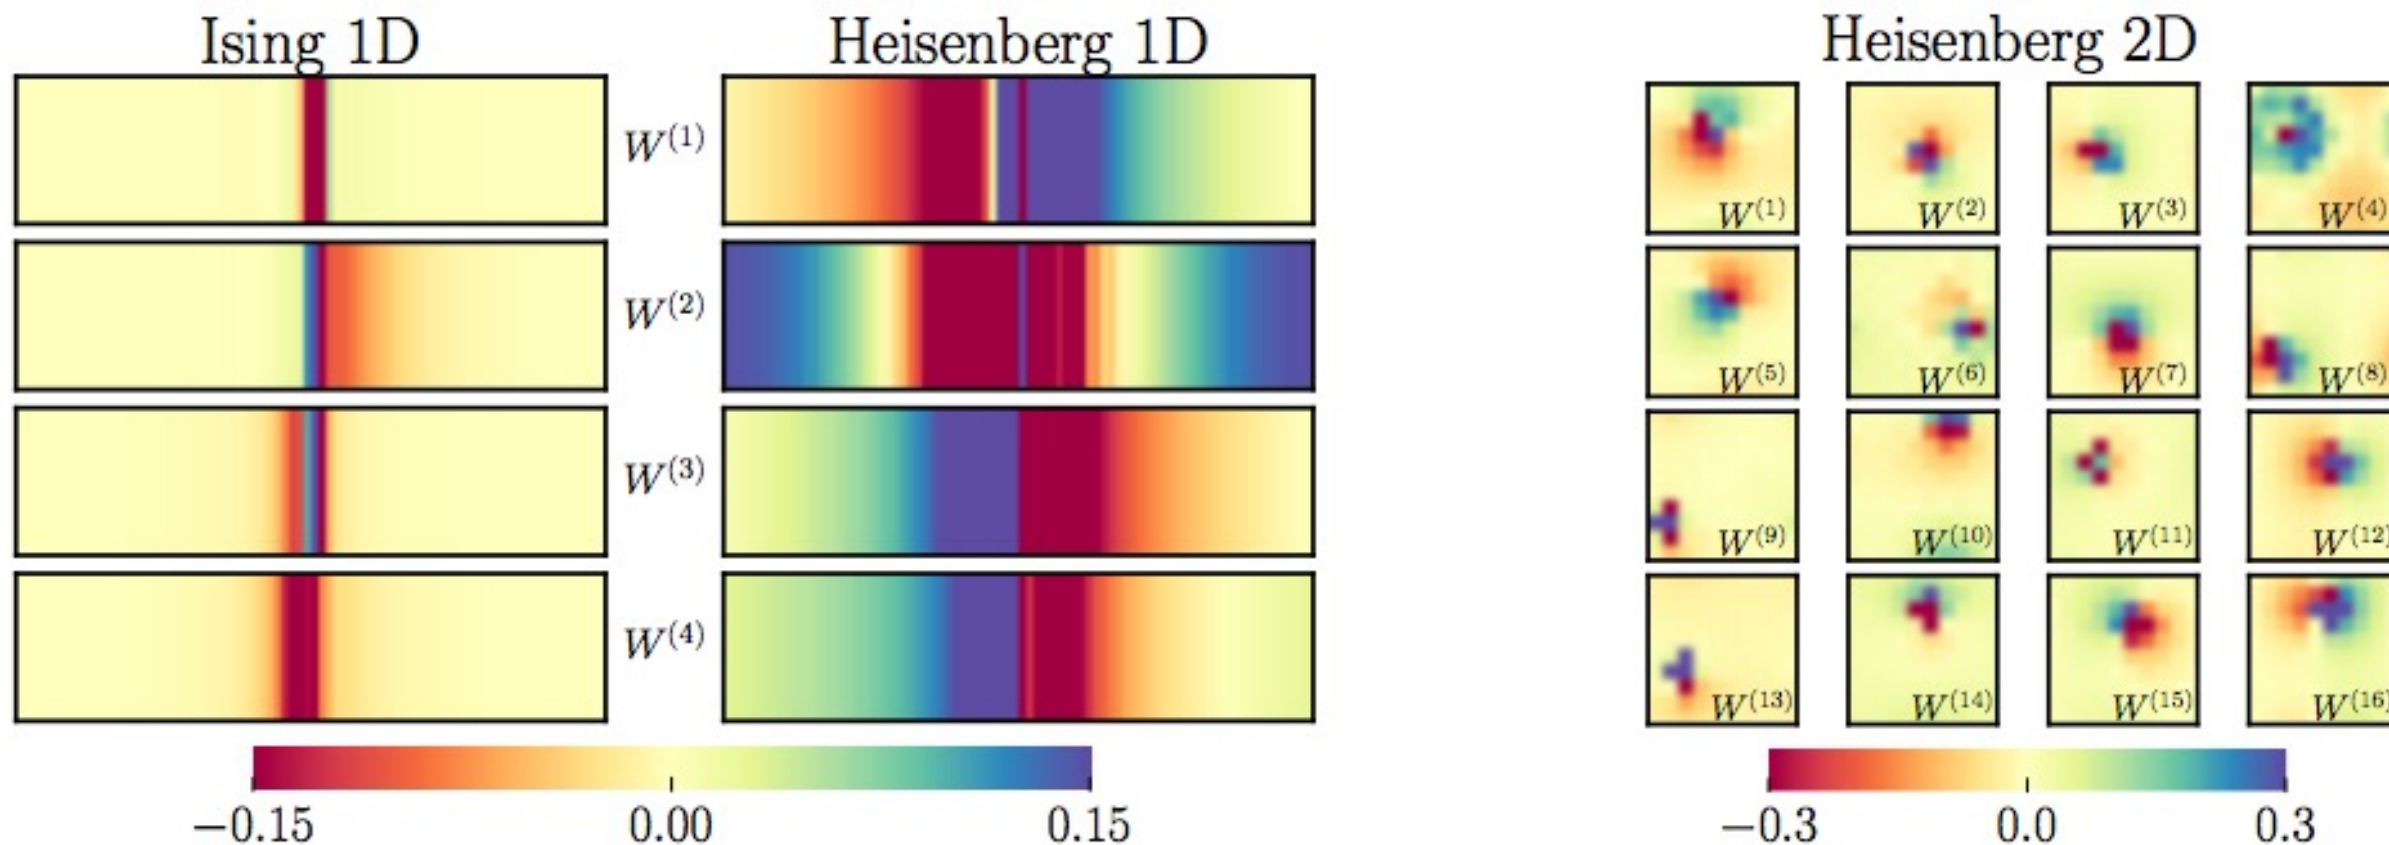 Ising 1D Heisenberg 1D Heisenberg 2D
W^(1)
W^(2)
W^(3)
W^(4)
−0.15 0.00 0.15
W^(1) W^(2) W^(3) W^(4)
W^(5) W^(6) W^(7) W^(8)
W^(9) W^(10) W^(11) W^(12)
W^(13) W^(14) W^(15) W^(16)
−0.3 0.0 0.3